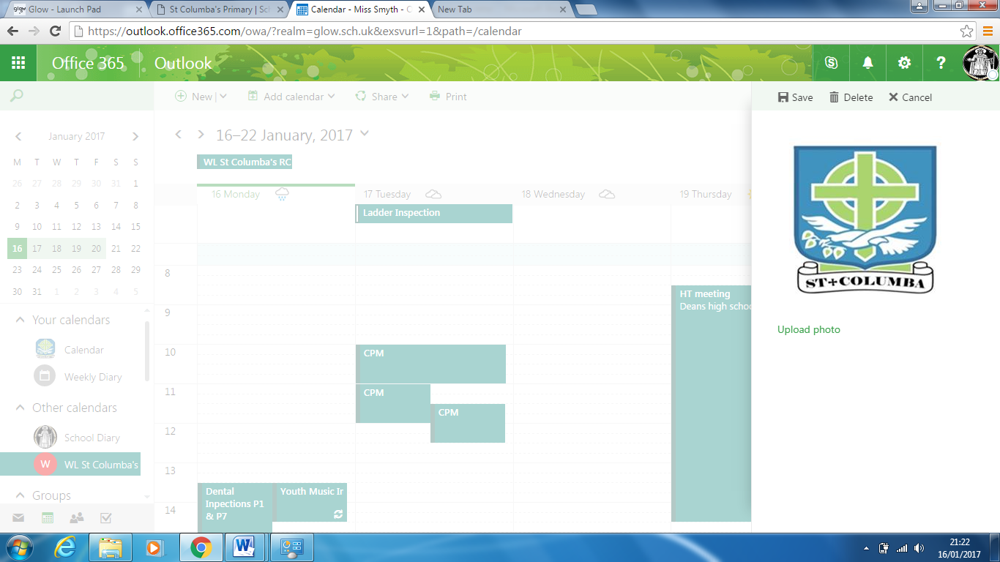 glow Glow - Launch Pad
St Columba's Primary | Sch
Calendar - Miss Smyth - O
New Tab
https://outlook.office365.com/owa/?realm=glow.sch.uk&exsvurl=1&path=/calendar
Office 365
Outlook
New
Add calendar
Share
Print
Save
Delete
Cancel
January 2017
M T W T F S S
26 27 28 29 30 31 1
2 3 4 5 6 7 8
9 10 11 12 13 14 15
16 17 18 19 20 21 22
23 24 25 26 27 28 29
30 31 1 2 3 4 5
Your calendars
Calendar
Weekly Diary
Other calendars
School Diary
W WL St Columba's
Groups
16–22 January, 2017
WL St Columba's RC
16 Monday
17 Tuesday
18 Wednesday
19 Thursday
Ladder Inspection
8
9
10
11
12
13
14
HT meeting
Deans high schoo
CPM
CPM
CPM
Dental
Inpections P1
& P7
Youth Music Ir
ST+COLUMBA
Upload photo
21:22
16/01/2017